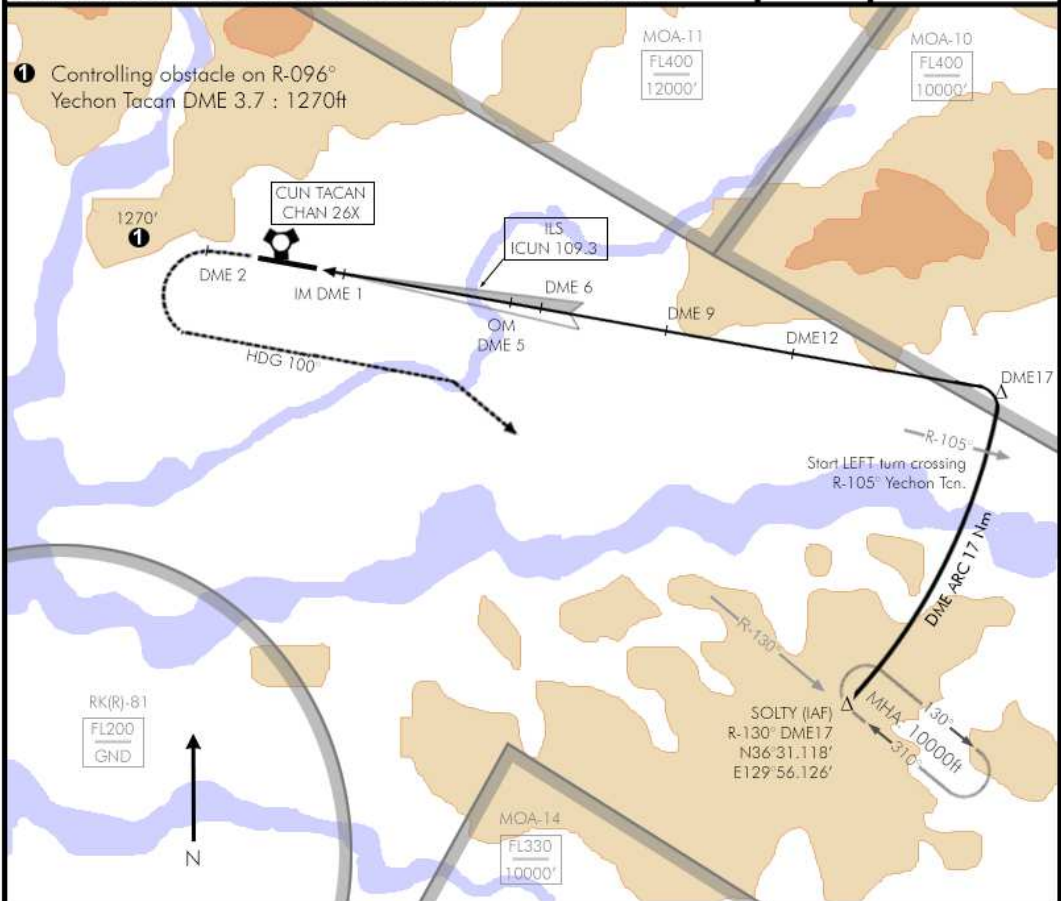 ❶ Controlling obstacle on R-096°
Yechon Tacan DME 3.7 : 1270ft
MOA-11
FL400
12000'
MOA-10
FL400
10000'
CUN TACAN
CHAN 26X
1270'
❶
ILS
ICUN 109.3
DME 2
IM DME 1
DME 6
OM
DME 5
DME 9
DME12
DME17
HDG 100°
R-105°
Start LEFT turn crossing
R-105° Yechon Tcn.
DME ARC 17 Nm
R-130°
RK(R)-81
FL200
GND
SOLTY (IAF)
R-130° DME17
N36°31.118'
E129°56.126'
MHA 10000ft
130°
310°
MOA-14
FL330
10000'
N